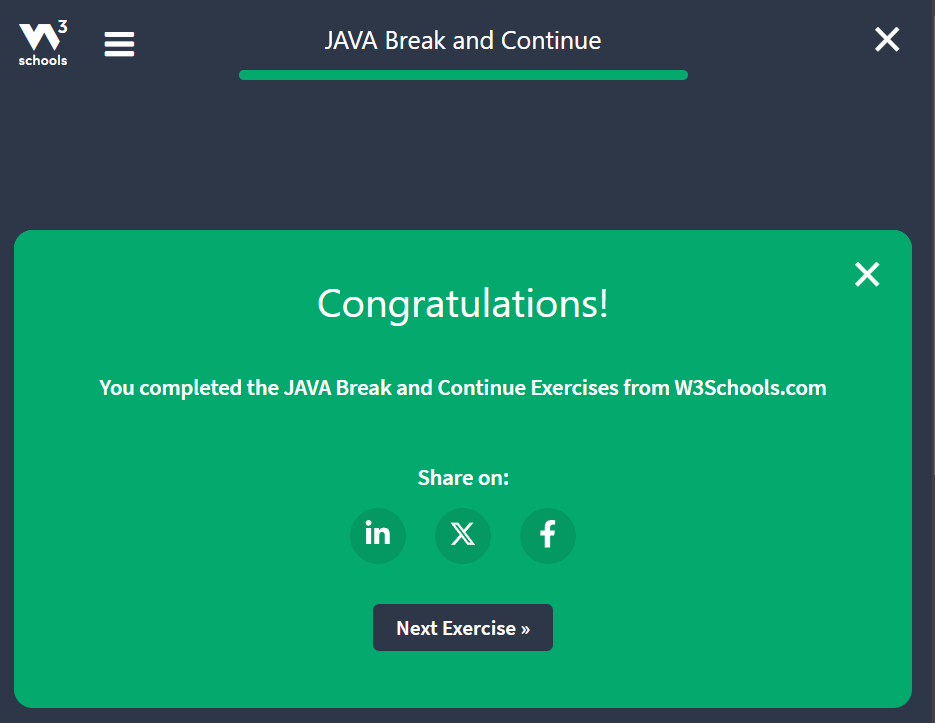 W3
schools
JAVA Break and Continue
Congratulations!
You completed the JAVA Break and Continue Exercises from W3Schools.com
Share on:
in
X
f
Next Exercise »